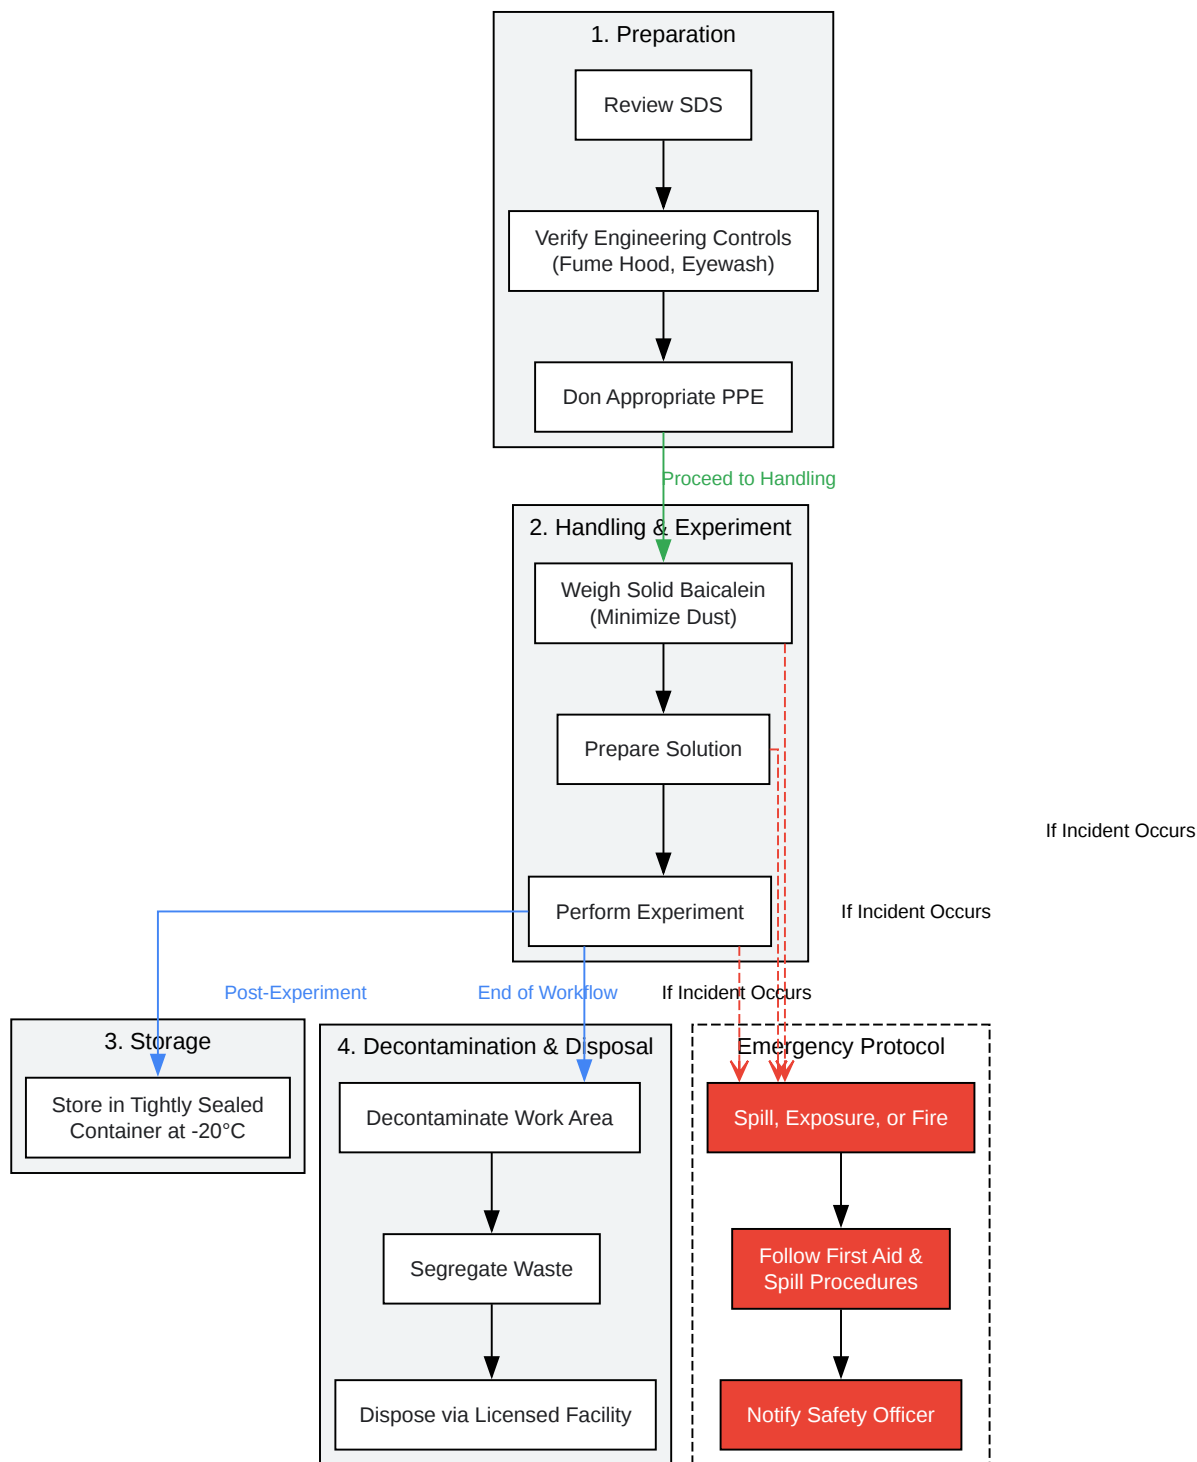 1. Preparation
Review SDS
Verify Engineering Controls
(Fume Hood, Eyewash)
Don Appropriate PPE
Proceed to Handling
2. Handling & Experiment
Weigh Solid Baicalein
(Minimize Dust)
Prepare Solution
If Incident Occurs
Perform Experiment
If Incident Occurs
Post-Experiment
End of Workflow
If Incident Occurs
3. Storage
Store in Tightly Sealed
Container at -20°C
4. Decontamination & Disposal
Decontaminate Work Area
Segregate Waste
Dispose via Licensed Facility
Emergency Protocol
Spill, Exposure, or Fire
Follow First Aid &
Spill Procedures
Notify Safety Officer